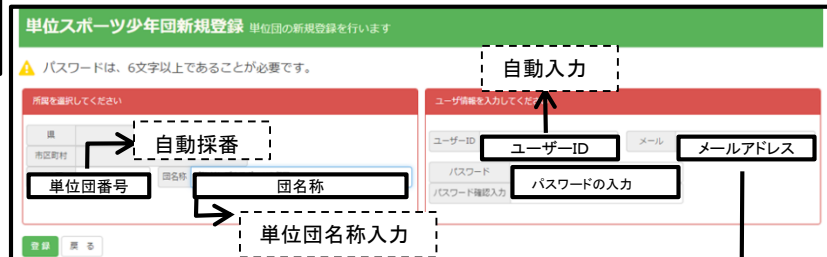 単位スポーツ少年団新規登録 単位団の新規登録を行います
パスワードは、6文字以上であることが必要です。
自動入力
所属を選択してください
ユーザ情報を入力してくだ
県
自動採番
市区町村
ユーザーID
ユーザーID
メール
メールアドレス
単位団番号
団名称
団名称
パスワード
パスワードの入力
パスワード確認入力
単位団名称入力
登録
戻る